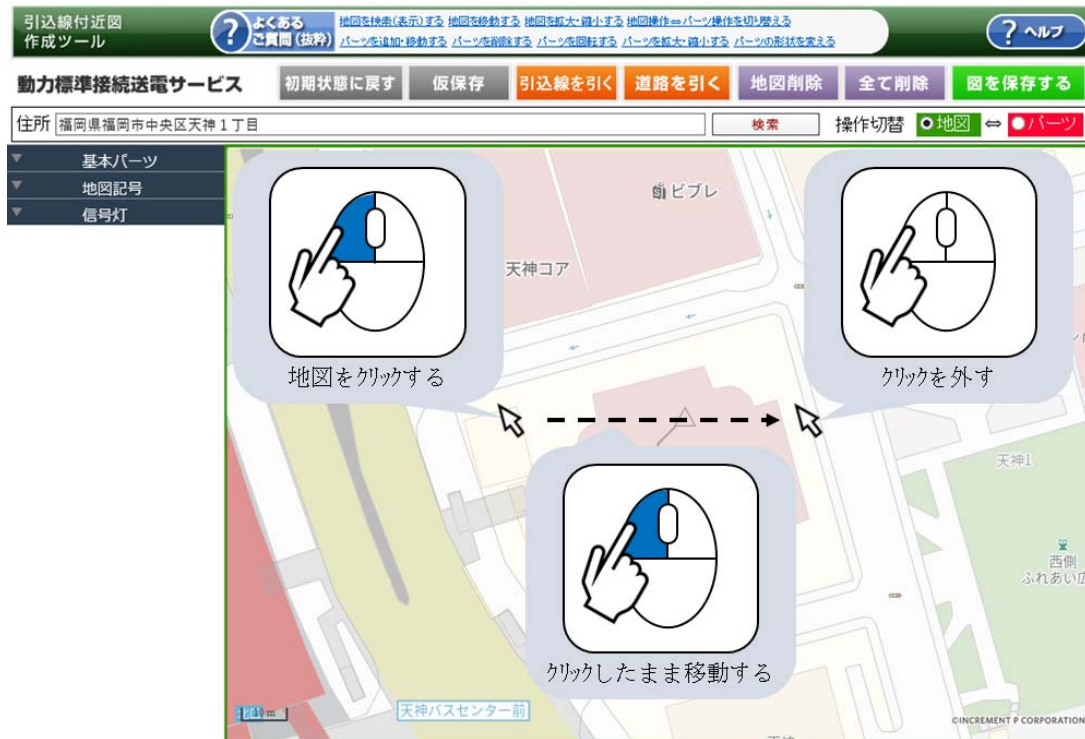 引込線付近図
作成ツール
? よくある
ご質問(抜粋)
地図を検索(表示)する 地図を移動する 地図を拡大・縮小する 地図操作⇔パーツ操作を切り替える
パーツを追加・移動する パーツを削除する パーツを回転する パーツを拡大・縮小する パーツの形状を変える
? ヘルプ
動力標準接続送電サービス
初期状態に戻す 仮保存 引込線を引く 道路を引く 地図削除 全て削除 図を保存する
住所 福岡県福岡市中央区天神1丁目 検索 操作切替 地図 ⇔ パーツ
基本パーツ
地図記号
信号灯
ビブレ
天神コア
地図をクリックする
クリックを外す
天神1
西側
ふれあい広
クリックしたまま移動する
天神バスセンター前
©INCREMENT P CORPORATION